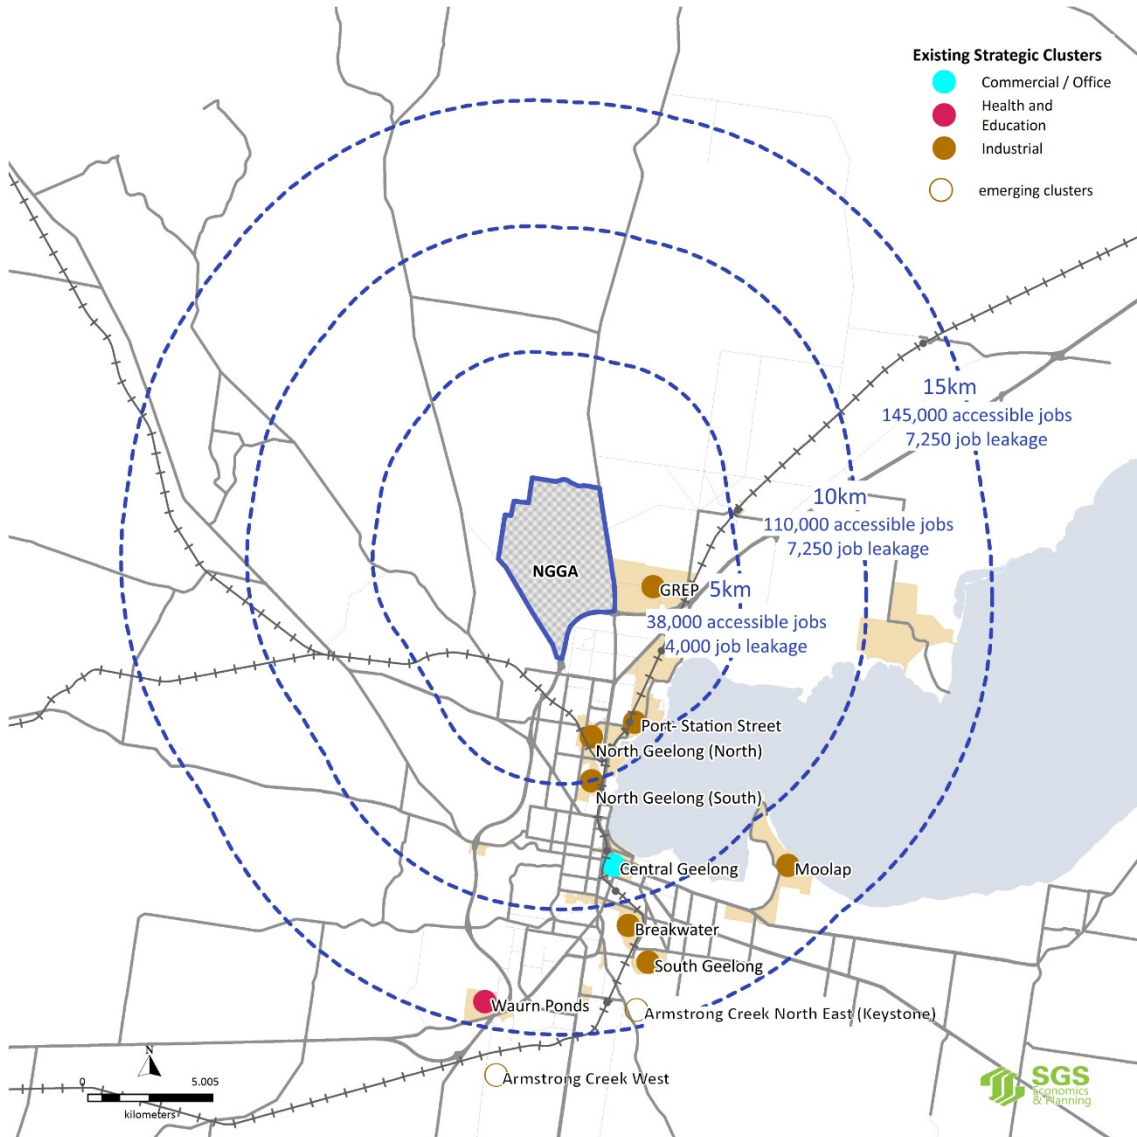 Existing Strategic Clusters
Commercial / Office
Health and
Education
Industrial
emerging clusters
15km
145,000 accessible jobs
7,250 job leakage
10km
110,000 accessible jobs
7,250 job leakage
NGGA
GREP
5km
38,000 accessible jobs
4,000 job leakage
Port- Station Street
North Geelong (North)
North Geelong (South)
Central Geelong
Moolap
Breakwater
South Geelong
Waurn Ponds
Armstrong Creek North East (Keystone)
Armstrong Creek West
N
0 5.005
kilometers
SGS
Economics
& Planning